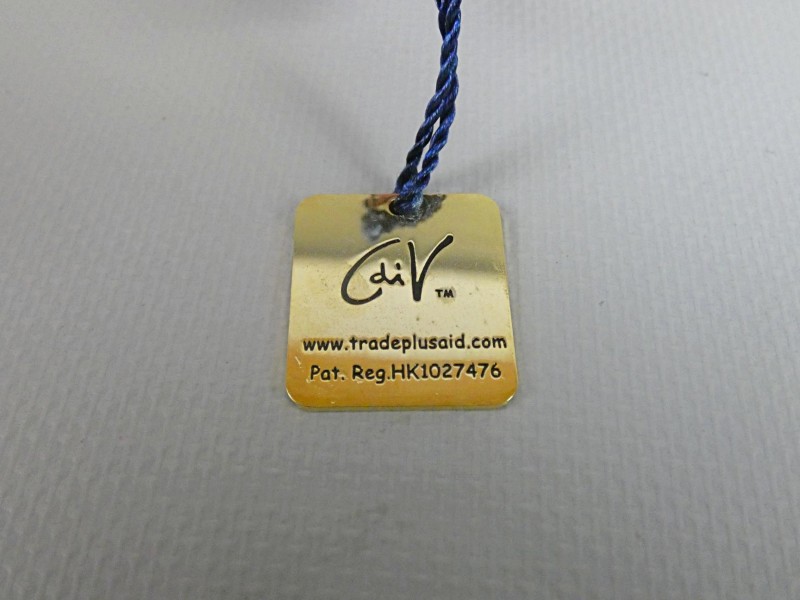 CdiV™
www.tradeplusaid.com
Pat. Reg.HK1027476